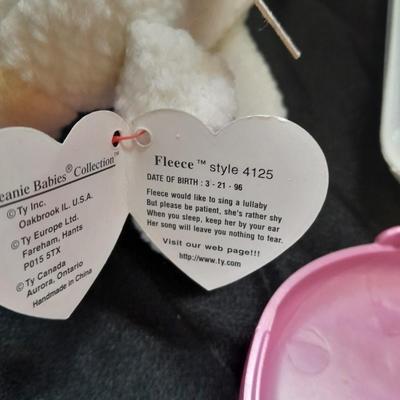 eanie Babies® Collection™
©Ty Inc.
Oakbrook IL. U.S.A.
©Ty Europe Ltd.
Fareham, Hants
P015 5TX
©Ty Canada
Aurora, Ontario
Handmade in China
Fleece™ style 4125
DATE OF BIRTH : 3 - 21 - 96
Fleece would like to sing a lullaby
But please be patient, she's rather shy
When you sleep, keep her by your ear
Her song will leave you nothing to fear.
Visit our web page!!!
http://www.ty.com